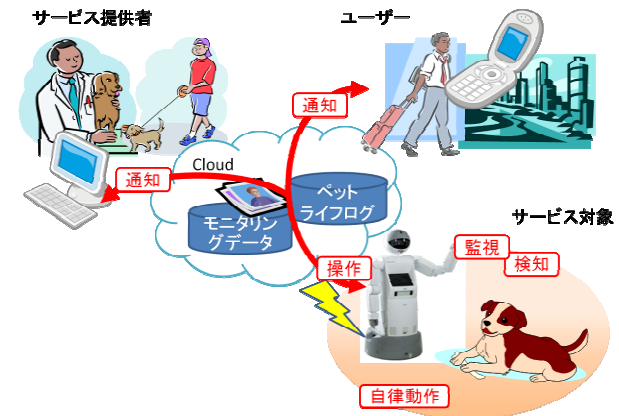 サービス提供者
ユーザー
通知
Cloud
通知
ペット
ライフログ
モニタリン
グデータ
サービス対象
監視
検知
操作
自律動作